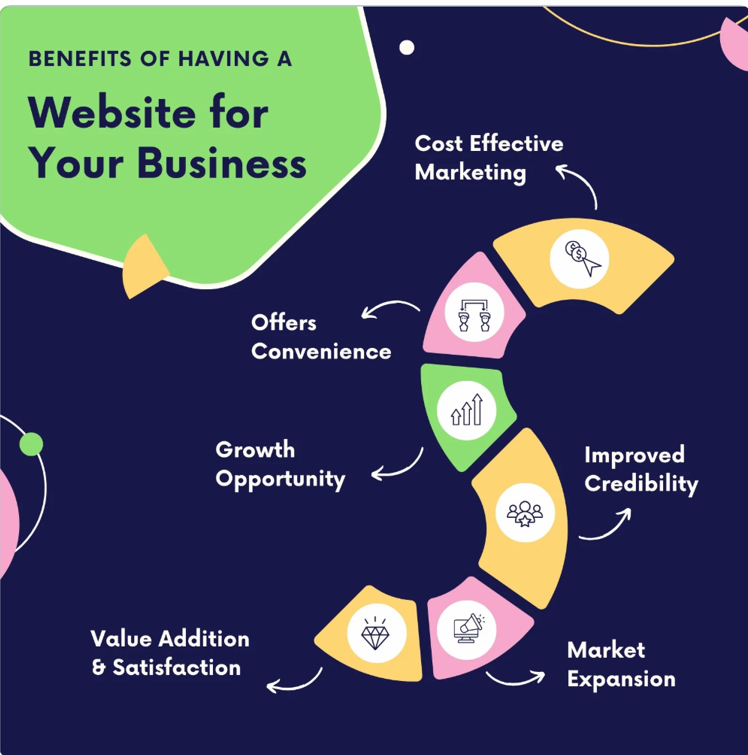 BENEFITS OF HAVING A
Website for
Your Business
Cost Effective
Marketing
Offers
Convenience
Growth
Opportunity
Improved
Credibility
Market
Expansion
Value Addition
& Satisfaction